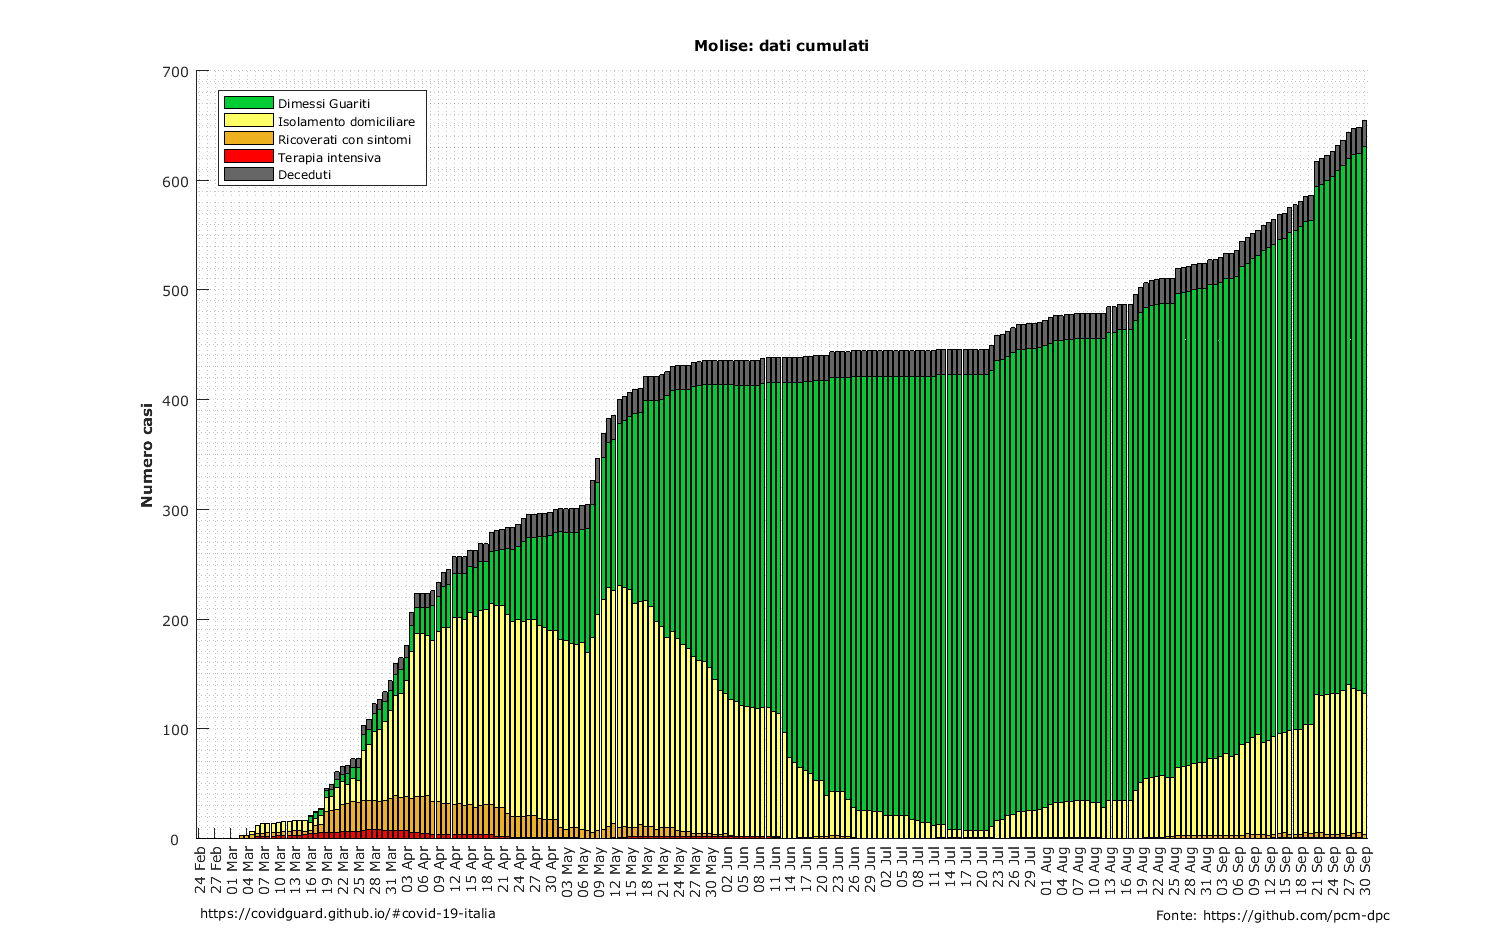 Molise: dati cumulati
700
600
500
400
300
200
100
0
Numero casi
Dimessi Guariti
Isolamento domiciliare
Ricoverati con sintomi
Terapia intensiva
Deceduti
24 Feb
27 Feb
01 Mar
04 Mar
07 Mar
10 Mar
13 Mar
16 Mar
19 Mar
22 Mar
25 Mar
28 Mar
31 Mar
03 Apr
06 Apr
09 Apr
12 Apr
15 Apr
18 Apr
21 Apr
24 Apr
27 Apr
30 Apr
03 May
06 May
09 May
12 May
15 May
18 May
21 May
24 May
27 May
30 May
02 Jun
05 Jun
08 Jun
11 Jun
14 Jun
17 Jun
20 Jun
23 Jun
26 Jun
29 Jun
02 Jul
05 Jul
08 Jul
11 Jul
14 Jul
17 Jul
20 Jul
23 Jul
26 Jul
29 Jul
01 Aug
04 Aug
07 Aug
10 Aug
13 Aug
16 Aug
19 Aug
22 Aug
25 Aug
28 Aug
31 Aug
03 Sep
06 Sep
09 Sep
12 Sep
15 Sep
18 Sep
21 Sep
24 Sep
27 Sep
30 Sep
https://covidguard.github.io/#covid-19-italia
Fonte: https://github.com/pcm-dpc